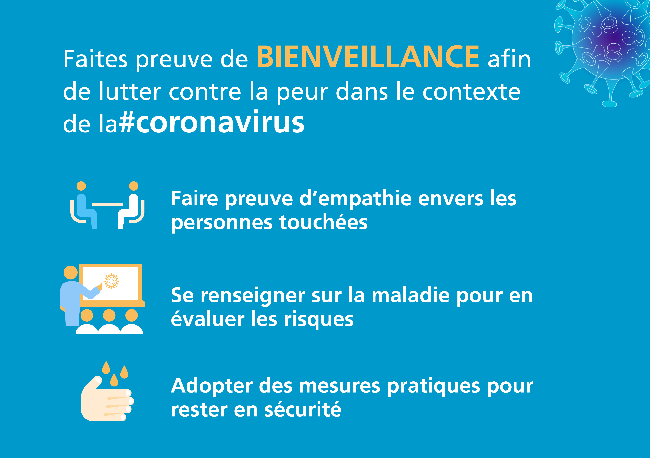 Faites preuve de BIENVEILLANCE afin
de lutter contre la peur dans le contexte
de la#coronavirus
Faire preuve d’empathie envers les
personnes touchées
Se renseigner sur la maladie pour en
évaluer les risques
Adopter des mesures pratiques pour
rester en sécurité